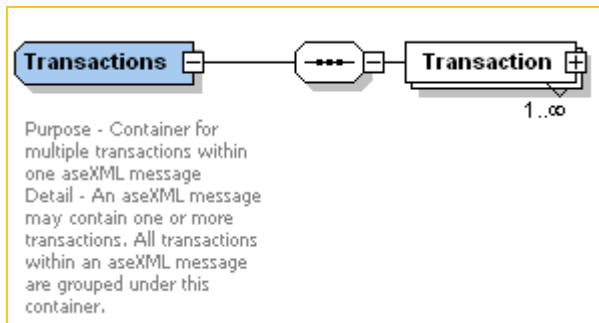 Transactions
Transaction
1..∞
Purpose - Container for
multiple transactions within
one aseXML message
Detail - An aseXML message
may contain one or more
transactions. All transactions
within an aseXML message
are grouped under this
container.